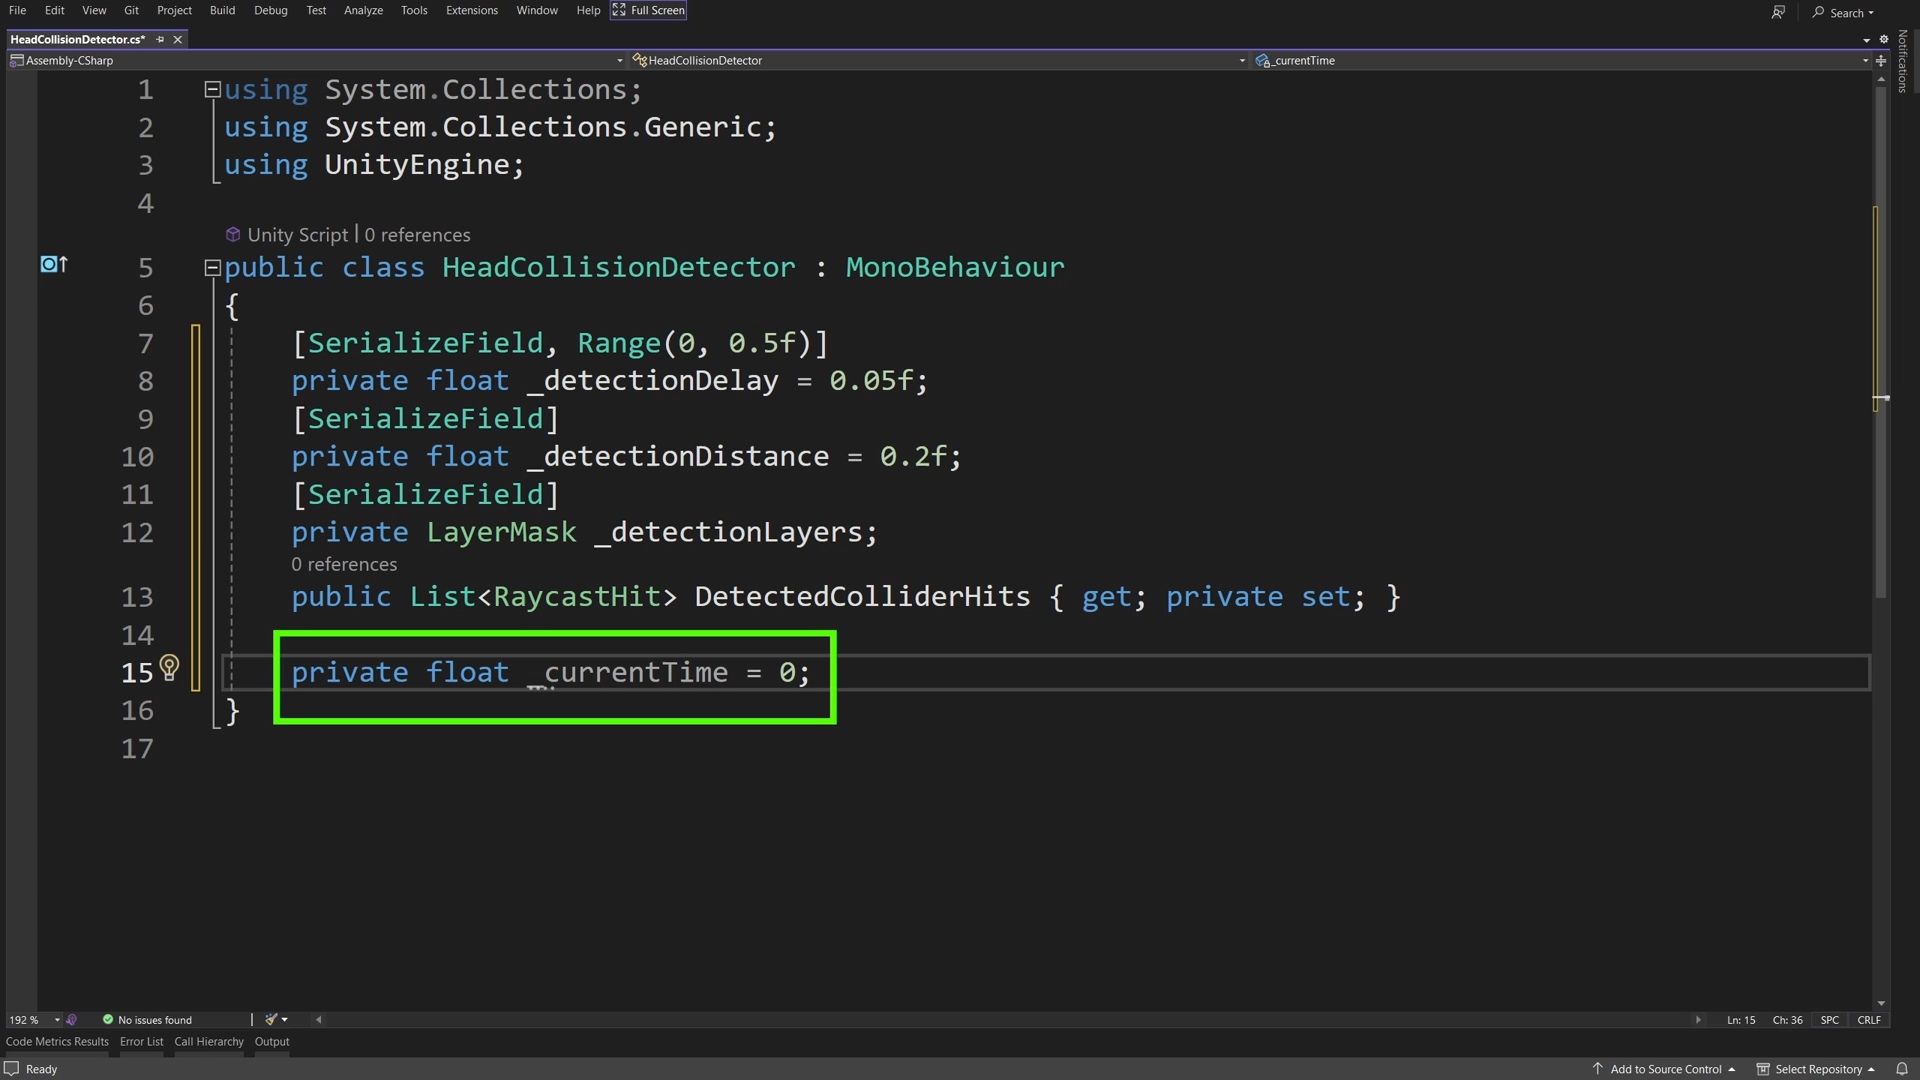 File Edit View Git Project Build Debug Test Analyze Tools Extensions Window Help Full Screen Search
HeadCollisionDetector.cs*
Assembly-CSharp HeadCollisionDetector _currentTime
Notifications
1 using System.Collections;
2 using System.Collections.Generic;
3 using UnityEngine;
4
Unity Script | 0 references
5 public class HeadCollisionDetector : MonoBehaviour
6 {
7 [SerializeField, Range(0, 0.5f)]
8 private float _detectionDelay = 0.05f;
9 [SerializeField]
10 private float _detectionDistance = 0.2f;
11 [SerializeField]
12 private LayerMask _detectionLayers;
0 references
13 public List<RaycastHit> DetectedColliderHits { get; private set; }
14
15 private float _currentTime = 0;
16 }
17
192 % No issues found Ln: 15 Ch: 36 SPC CRLF
Code Metrics Results Error List Call Hierarchy Output
Ready Add to Source Control Select Repository